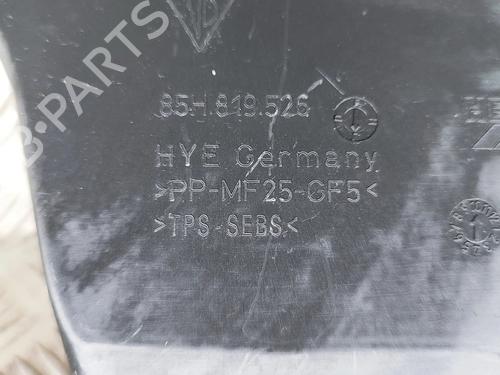 85H.819.526
HYE Germany
>PP-MF25-GF5<
>TPS-SEBS<
B-PARTS